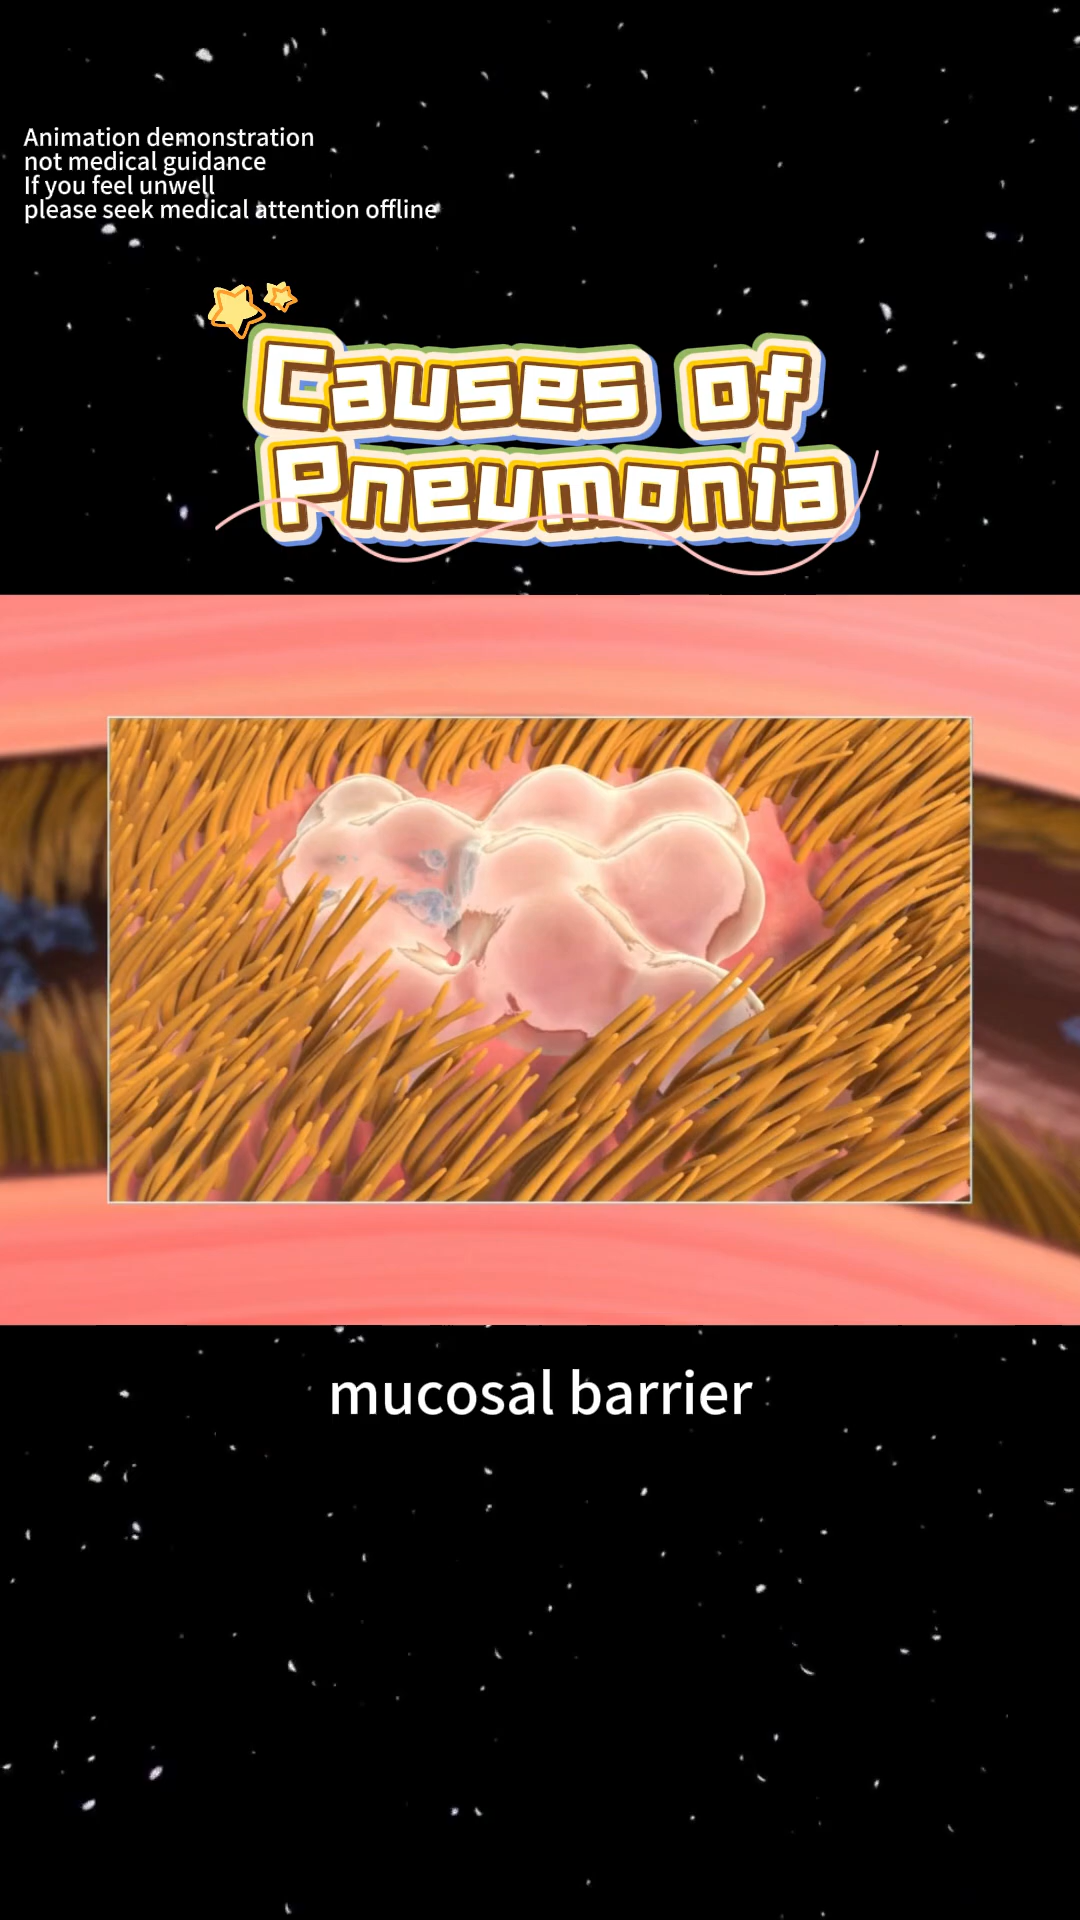 Animation demonstration
not medical guidance
If you feel unwell
please seek medical attention offline
Causes of
Pneumonia
mucosal barrier